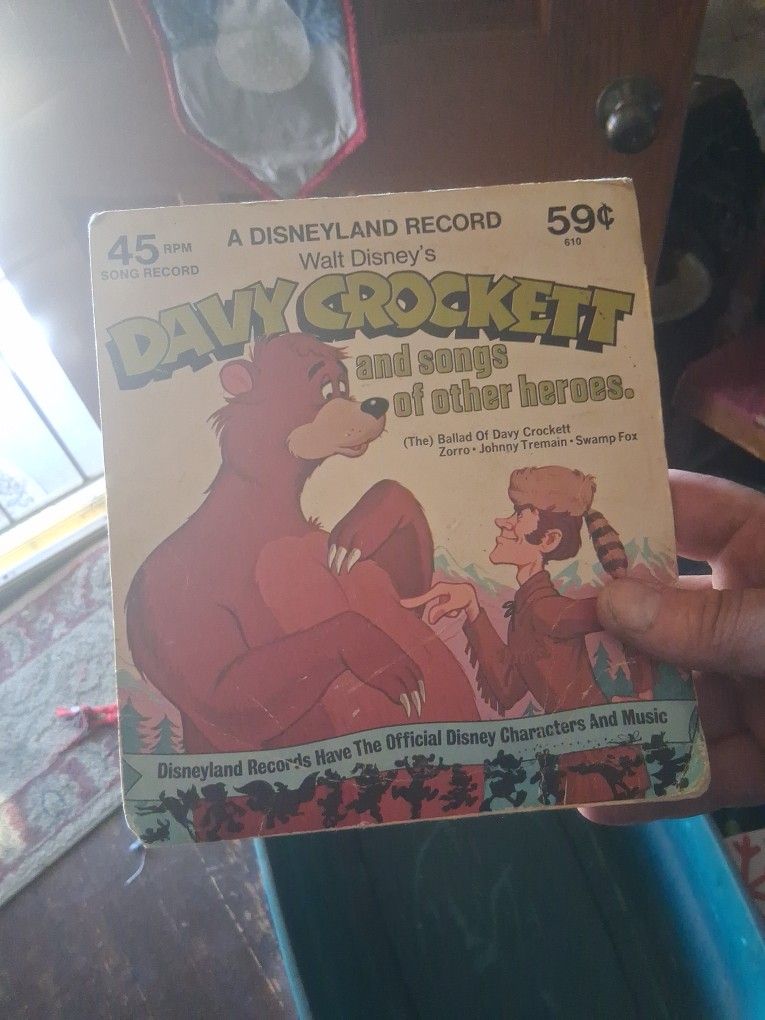 45 RPM
SONG RECORD
A DISNEYLAND RECORD
59¢
610
Walt Disney's
DAVY CROCKETT
and songs
of other heroes.
(The) Ballad Of Davy Crockett
Zorro • Johnny Tremain • Swamp Fox
Disneyland Records Have The Official Disney Characters And Music